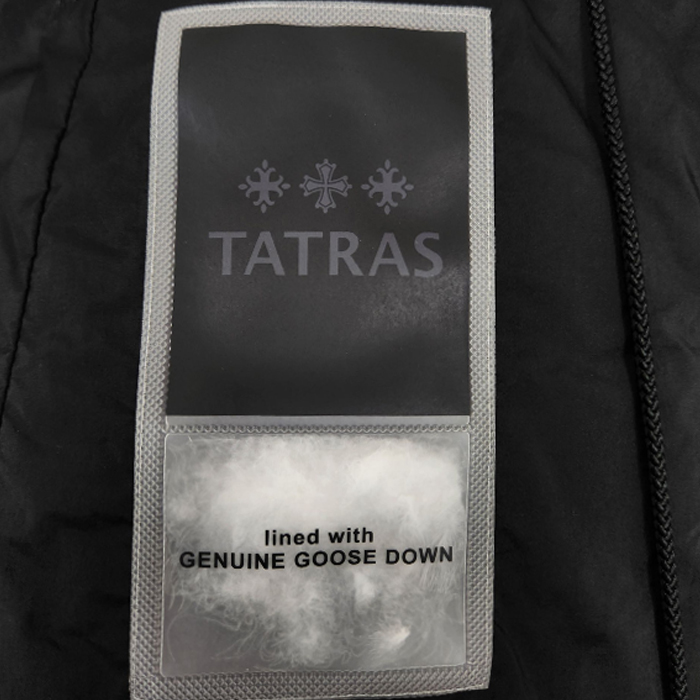 TATRAS
lined with
GENUINE GOOSE DOWN